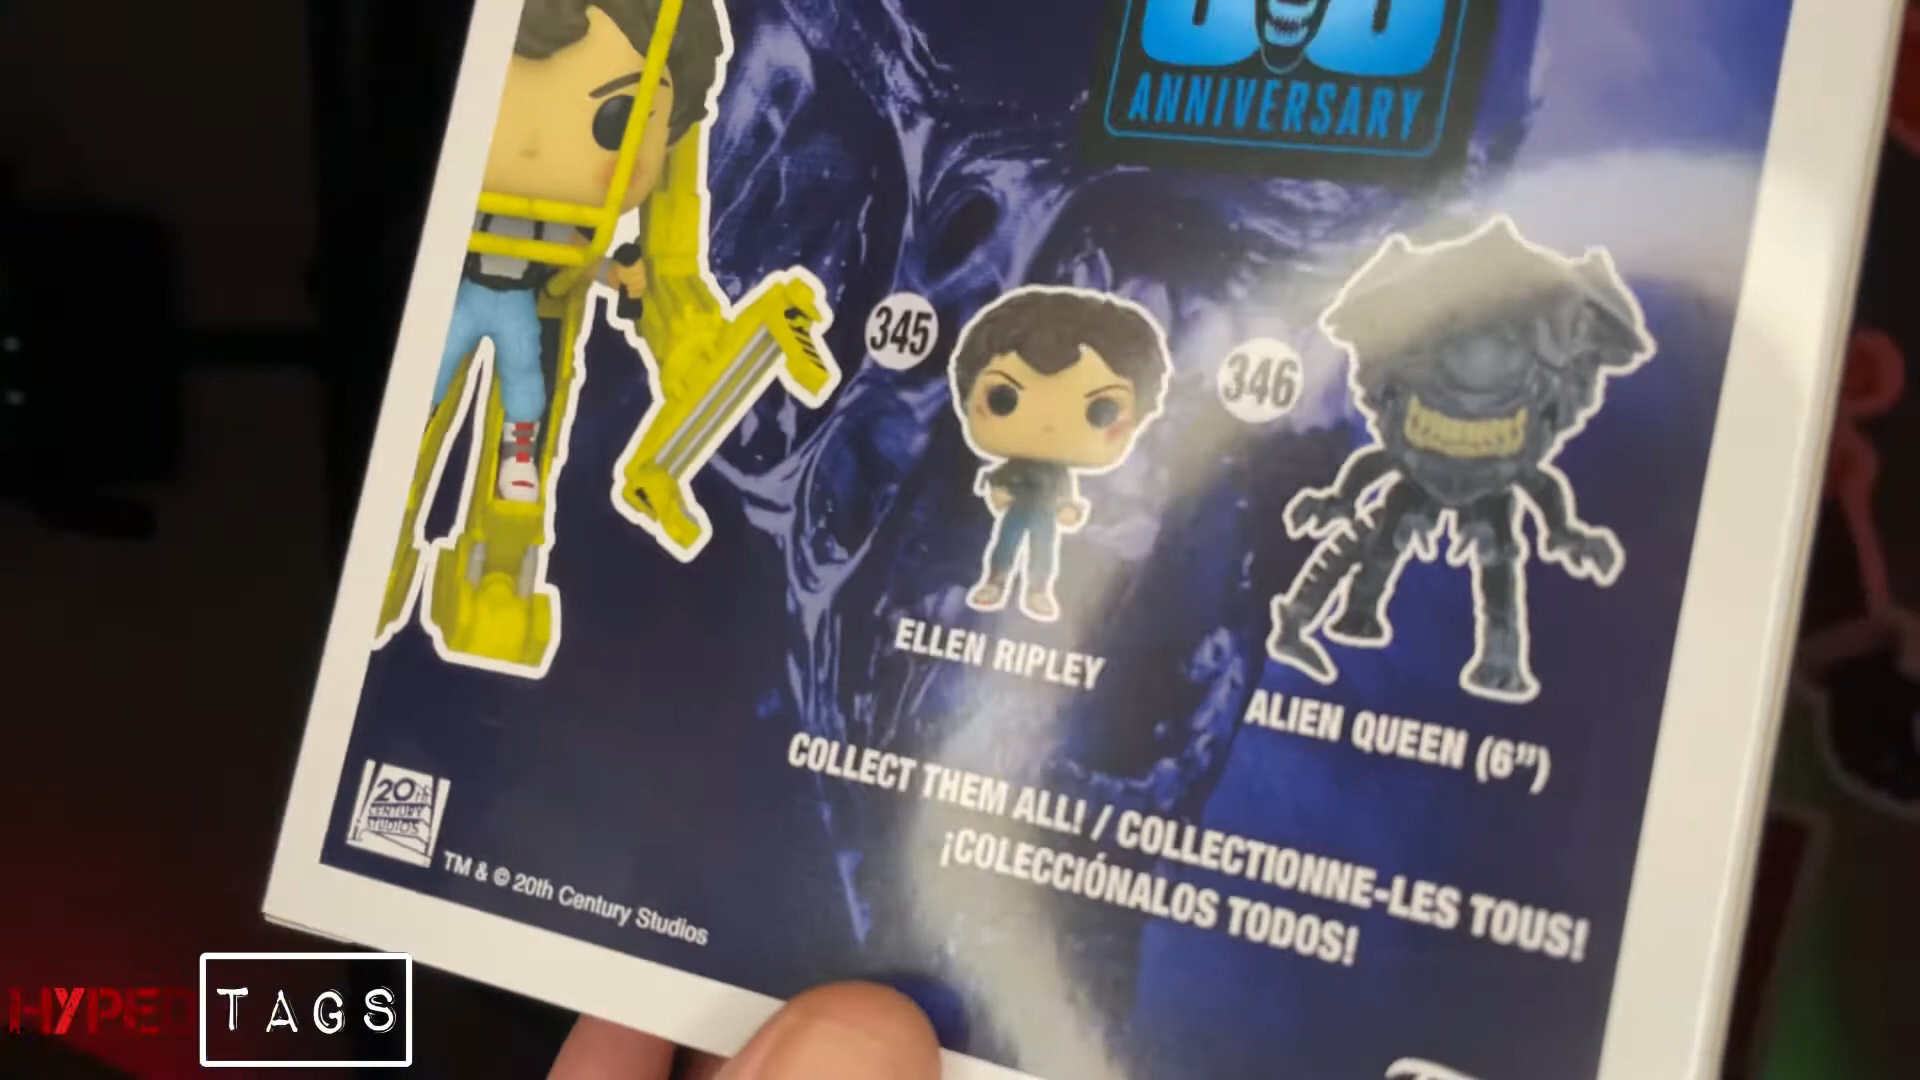 ANNIVERSARY
345
346
ELLEN RIPLEY
ALIEN QUEEN (6")
COLLECT THEM ALL! / COLLECTIONNE-LES TOUS!
¡COLECCIÓNALOS TODOS!
20th
CENTURY
STUDIOS
TM & © 20th Century Studios
HYPED
TAGS